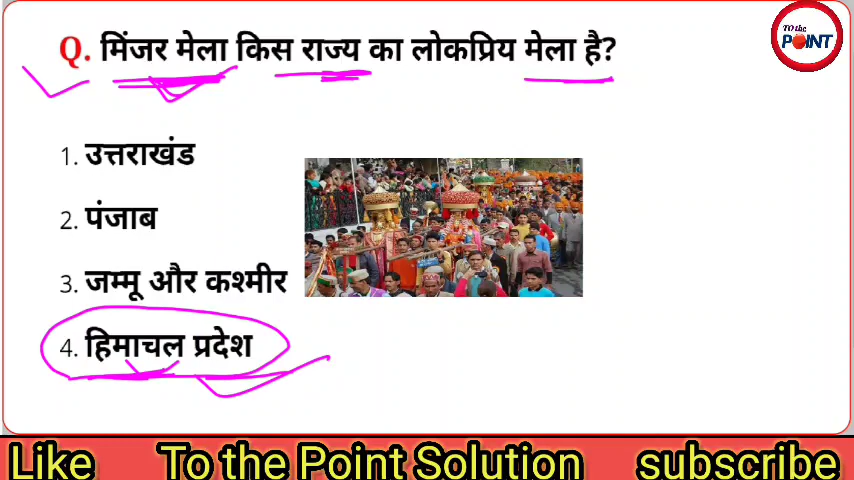 Q. मिंजर मेला किस राज्य का लोकप्रिय मेला है?
TO the
POINT
1. उत्तराखंड
2. पंजाब
3. जम्मू और कश्मीर
4. हिमाचल प्रदेश
Like To the Point Solution subscribe